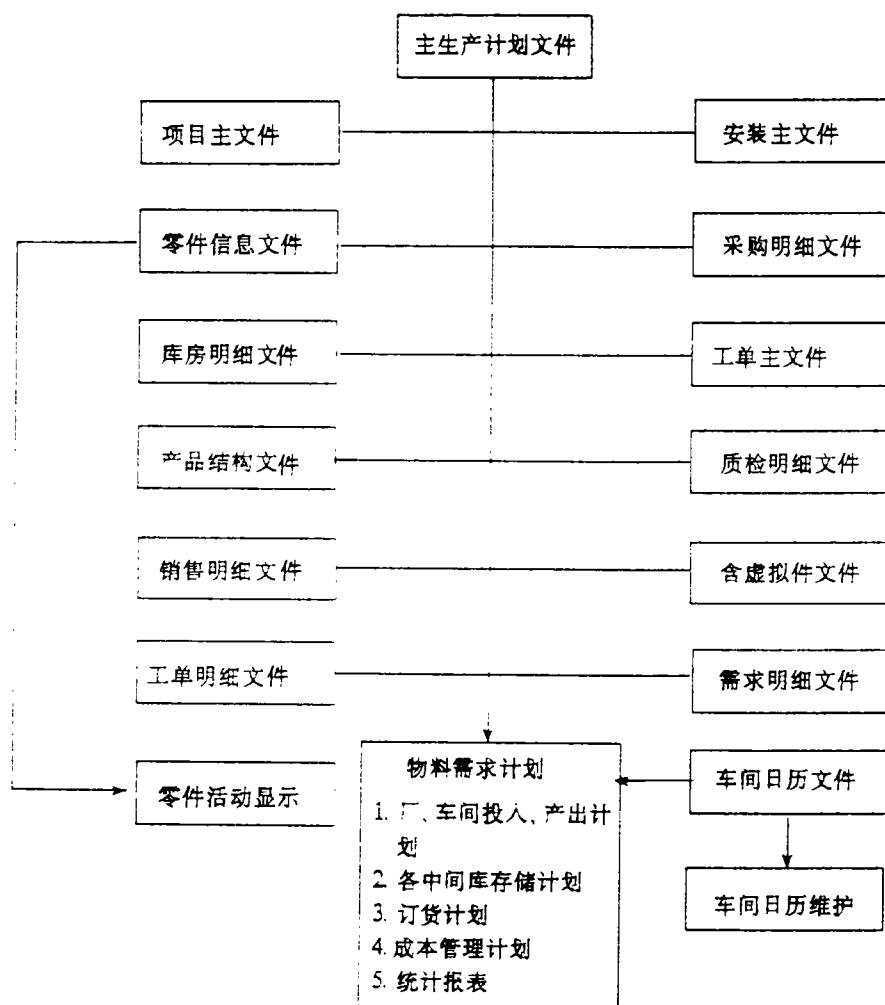 主生产计划文件
项目主文件
安装主文件
零件信息文件
采购明细文件
库房明细文件
工单主文件
产品结构文件
质检明细文件
销售明细文件
含虚拟件文件
工单明细文件
需求明细文件
物料需求计划
车间日历文件
零件活动显示
1. 厂、车间投入、产出计
划
2. 各中间库存储计划
3. 订货计划
4. 成本管理计划
5. 统计报表
车间日历维护